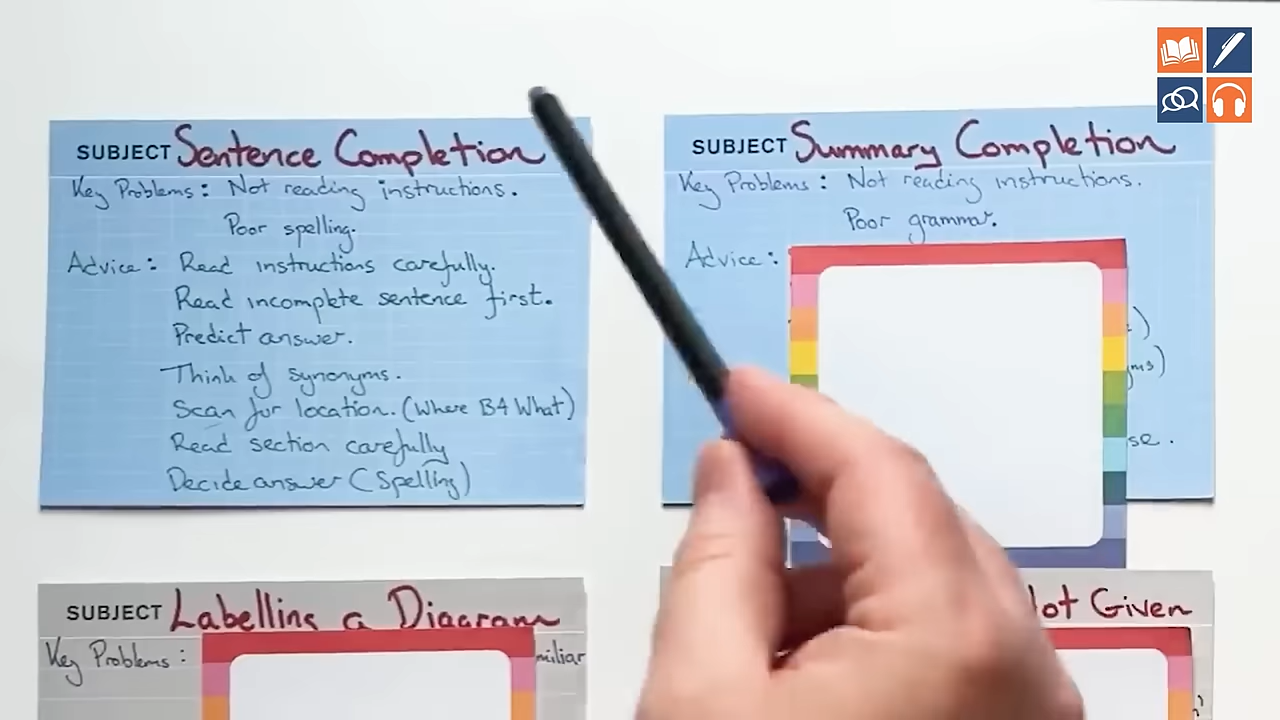 SUBJECT Sentence Completion
Key Problems: Not reading instructions.
Poor spelling.
Advice: Read instructions carefully.
Read incomplete sentence first.
Predict answer.
Think of synonyms.
Scan for location. (Where B4 What)
Read section carefully
Decide answer (Spelling)
SUBJECT Summary Completion
Key Problems: Not reading instructions.
Poor grammar.
Advice:
SUBJECT Labelling a Diagram
Key Problems:
Given